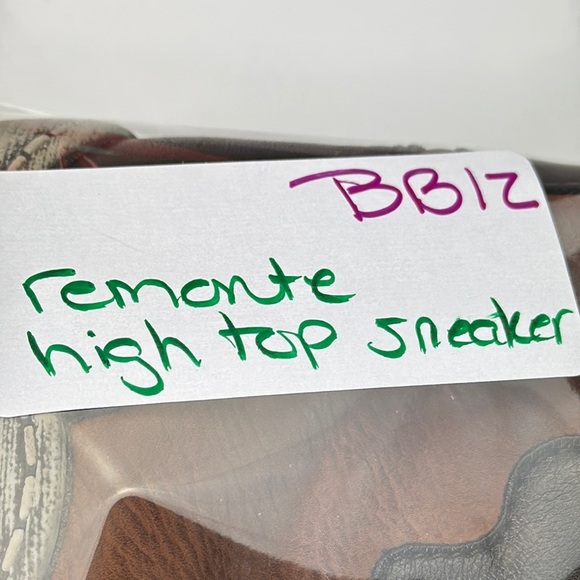 BB12
remonte
high top sneaker